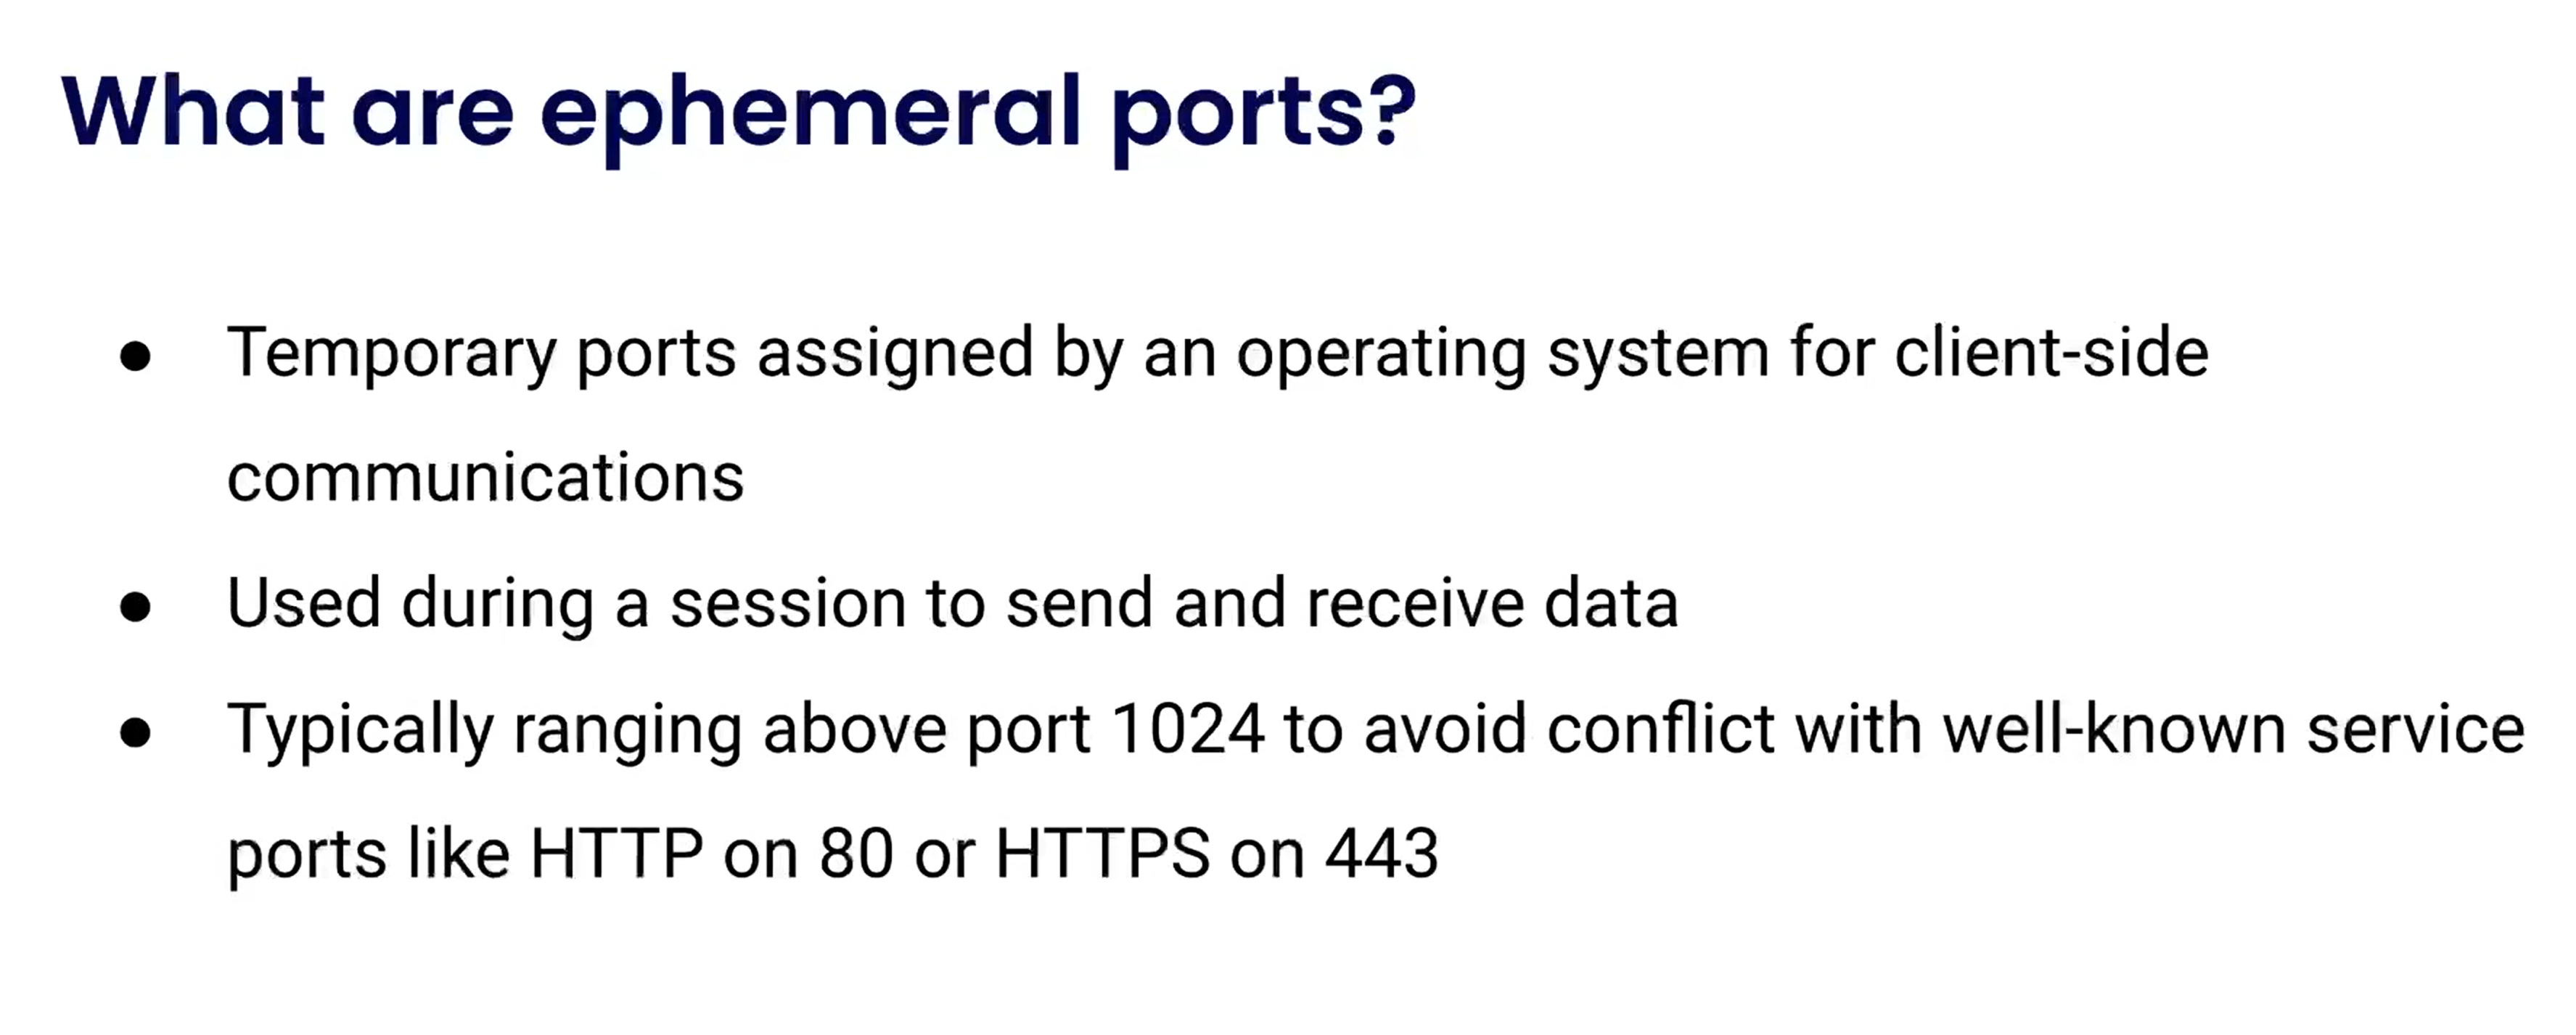 What are ephemeral ports?
● Temporary ports assigned by an operating system for client-side
communications
● Used during a session to send and receive data
● Typically ranging above port 1024 to avoid conflict with well-known service
ports like HTTP on 80 or HTTPS on 443